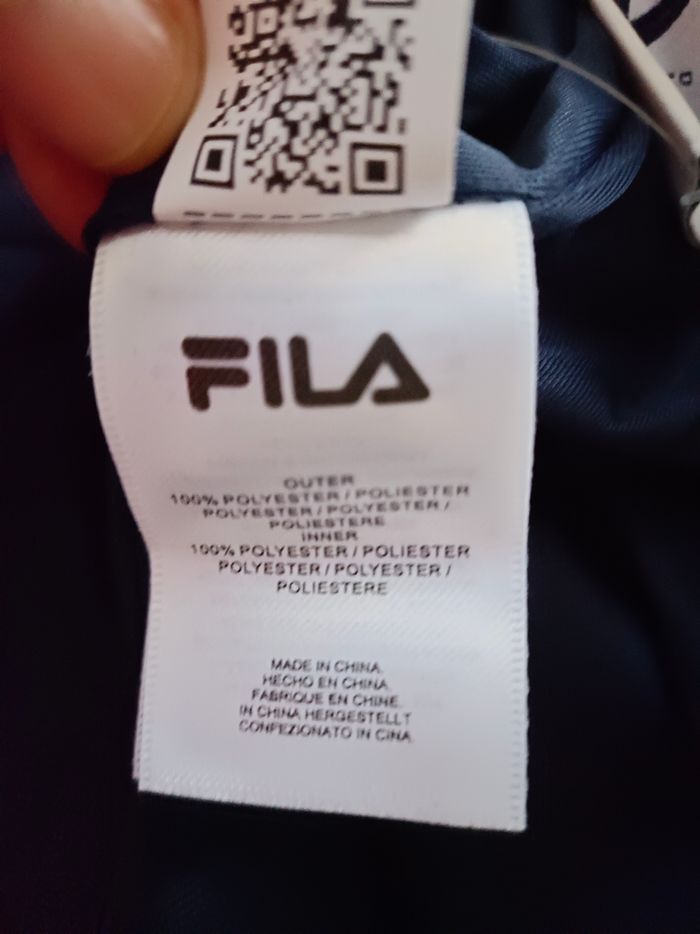 FILA
OUTER
100% POLYESTER / POLIESTER
POLYESTER / POLYESTER /
POLIESTERE
INNER
100% POLYESTER / POLIESTER
POLYESTER / POLYESTER /
POLIESTERE
MADE IN CHINA.
HECHO EN CHINA.
FABRIQUE EN CHINE.
IN CHINA HERGESTELLT
CONFEZIONATO IN CINA.